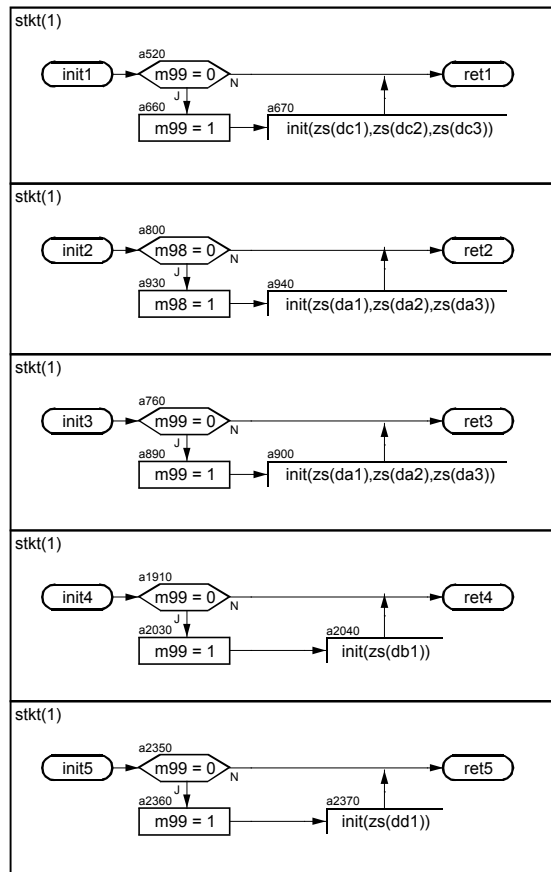 stkt(1)
a520
init1 m99 = 0 N ret1
J
a660 a670
m99 = 1 init(zs(dc1),zs(dc2),zs(dc3))
stkt(1)
a800
init2 m98 = 0 N ret2
J
a930 a940
m98 = 1 init(zs(da1),zs(da2),zs(da3))
stkt(1)
a760
init3 m99 = 0 N ret3
J
a890 a900
m99 = 1 init(zs(da1),zs(da2),zs(da3))
stkt(1)
a1910
init4 m99 = 0 N ret4
J
a2030 a2040
m99 = 1 init(zs(db1))
stkt(1)
a2350
init5 m99 = 0 N ret5
J
a2360 a2370
m99 = 1 init(zs(dd1))